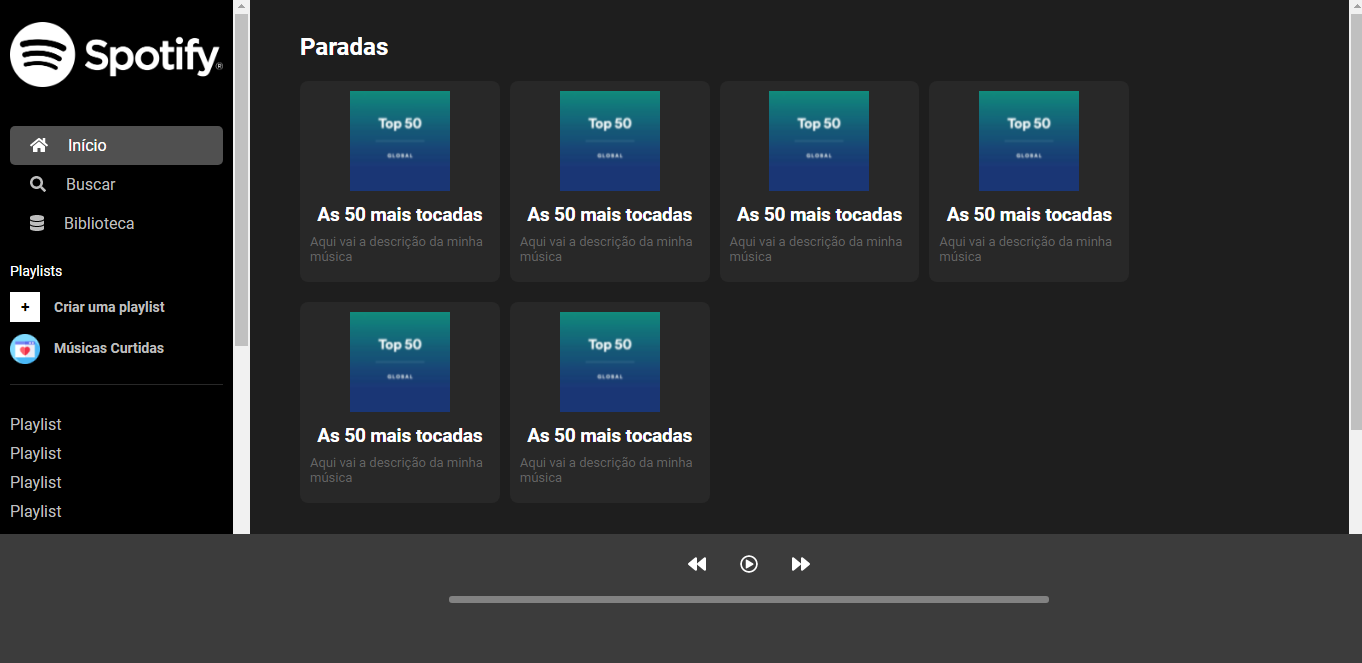 Spotify®
Início
Buscar
Biblioteca
Playlists
+ Criar uma playlist
Músicas Curtidas
Playlist
Playlist
Playlist
Playlist
Paradas
Top 50
GLOBAL
As 50 mais tocadas
Aqui vai a descrição da minha
música
Top 50
GLOBAL
As 50 mais tocadas
Aqui vai a descrição da minha
música
Top 50
GLOBAL
As 50 mais tocadas
Aqui vai a descrição da minha
música
Top 50
GLOBAL
As 50 mais tocadas
Aqui vai a descrição da minha
música
Top 50
GLOBAL
As 50 mais tocadas
Aqui vai a descrição da minha
música
Top 50
GLOBAL
As 50 mais tocadas
Aqui vai a descrição da minha
música